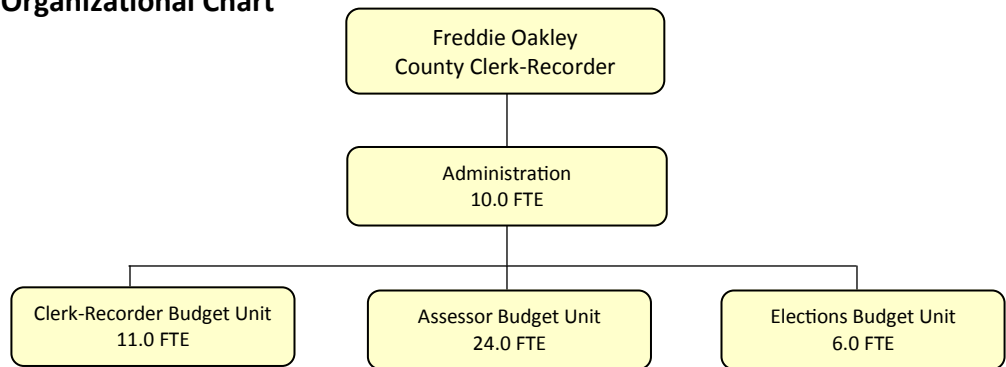 Organizational Chart
Freddie Oakley
County Clerk-Recorder
Administration
10.0 FTE
Clerk-Recorder Budget Unit
11.0 FTE
Assessor Budget Unit
24.0 FTE
Elections Budget Unit
6.0 FTE